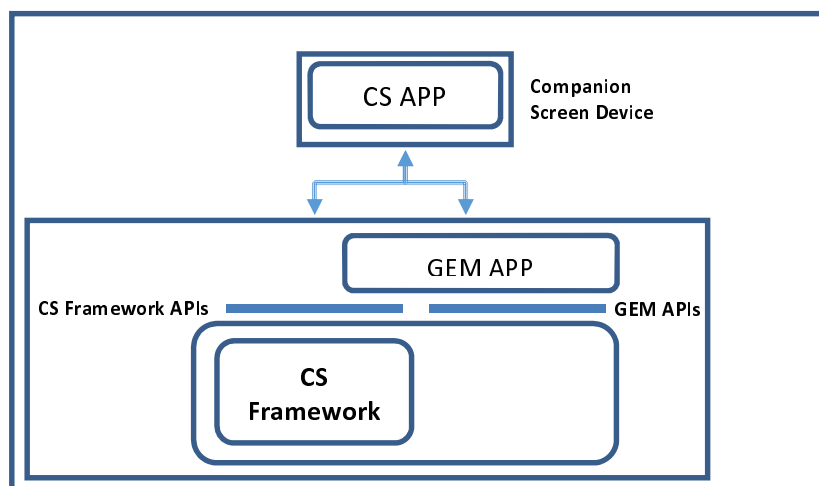 CS APP
Companion
Screen Device
GEM APP
CS Framework APIs
GEM APIs
CS
Framework